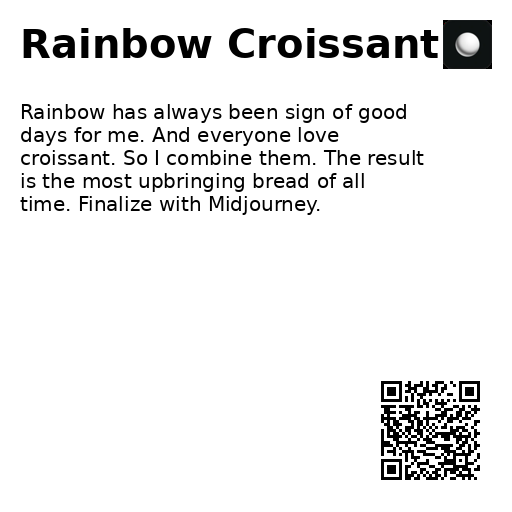 Rainbow Croissant
Rainbow has always been sign of good
days for me. And everyone love
croissant. So I combine them. The result
is the most upbringing bread of all
time. Finalize with Midjourney.